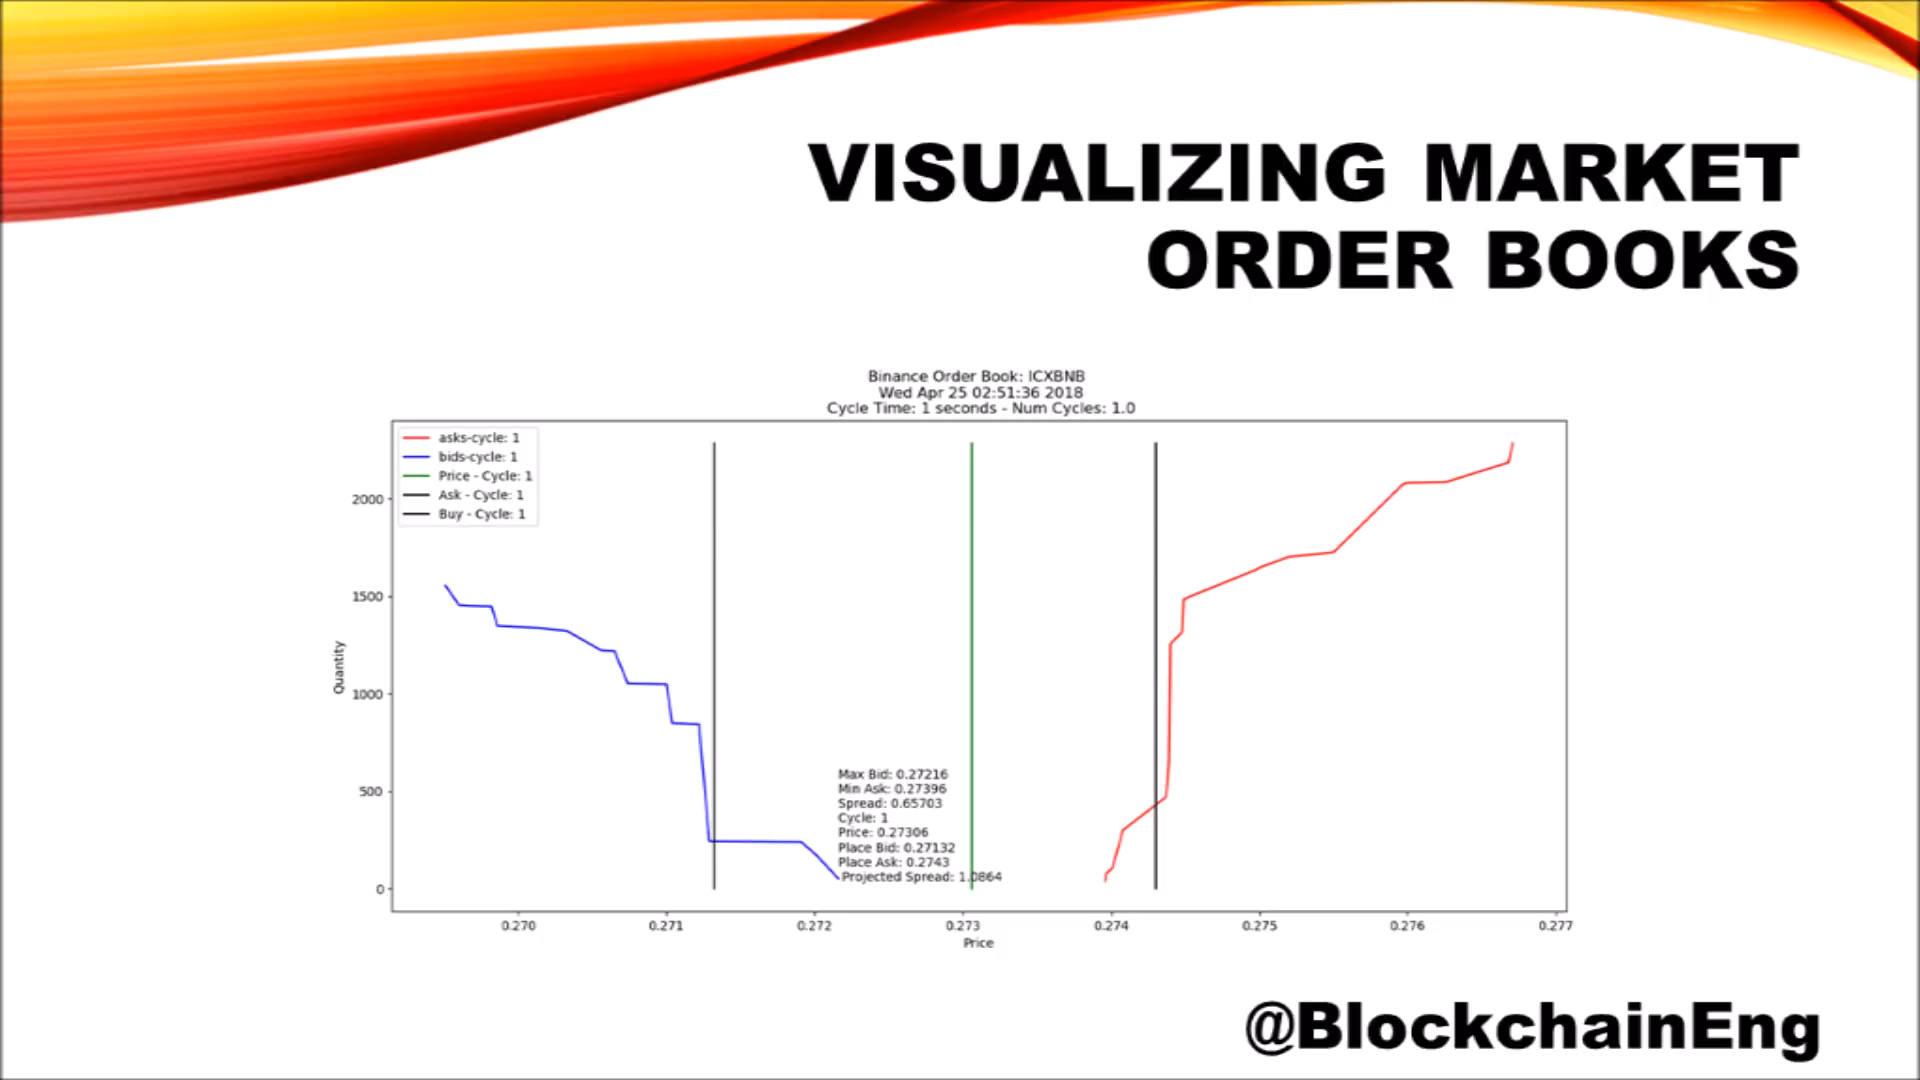 VISUALIZING MARKET
ORDER BOOKS
Binance Order Book: ICXBNB
Wed Apr 25 02:51:36 2018
Cycle Time: 1 seconds - Num Cycles: 1.0
asks-cycle: 1
bids-cycle: 1
Price - Cycle: 1
Ask - Cycle: 1
Buy - Cycle: 1
2000
1500
1000
500
0
Quantity
Max Bid: 0.27216
Min Ask: 0.27396
Spread: 0.65703
Cycle: 1
Price: 0.27306
Place Bid: 0.27132
Place Ask: 0.2743
Projected Spread: 1.0864
0.270 0.271 0.272 0.273 0.274 0.275 0.276 0.277
Price
@BlockchainEng